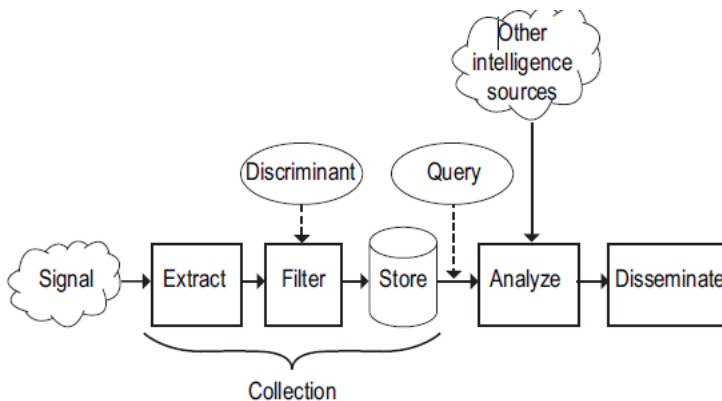 Other
intelligence
sources
Discriminant
Query
Signal
Extract
Filter
Store
Analyze
Disseminate
Collection